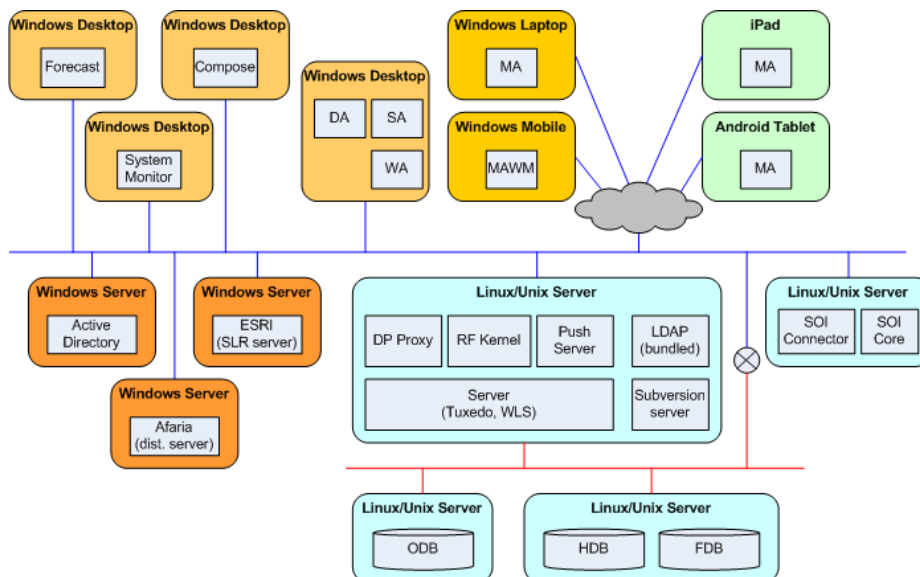 Windows Desktop
Forecast
Windows Desktop
Compose
Windows Desktop
System
Monitor
Windows Desktop
DA
SA
WA
Windows Laptop
MA
Windows Mobile
MAWM
iPad
MA
Android Tablet
MA
Windows Server
Active
Directory
Windows Server
ESRI
(SLR server)
Windows Server
Afaria
(dist. server)
Linux/Unix Server
DP Proxy
RF Kernel
Push
Server
LDAP
(bundled)
Server
(Tuxedo, WLS)
Subversion
server
Linux/Unix Server
SOI
Connector
SOI
Core
Linux/Unix Server
ODB
Linux/Unix Server
HDB
FDB